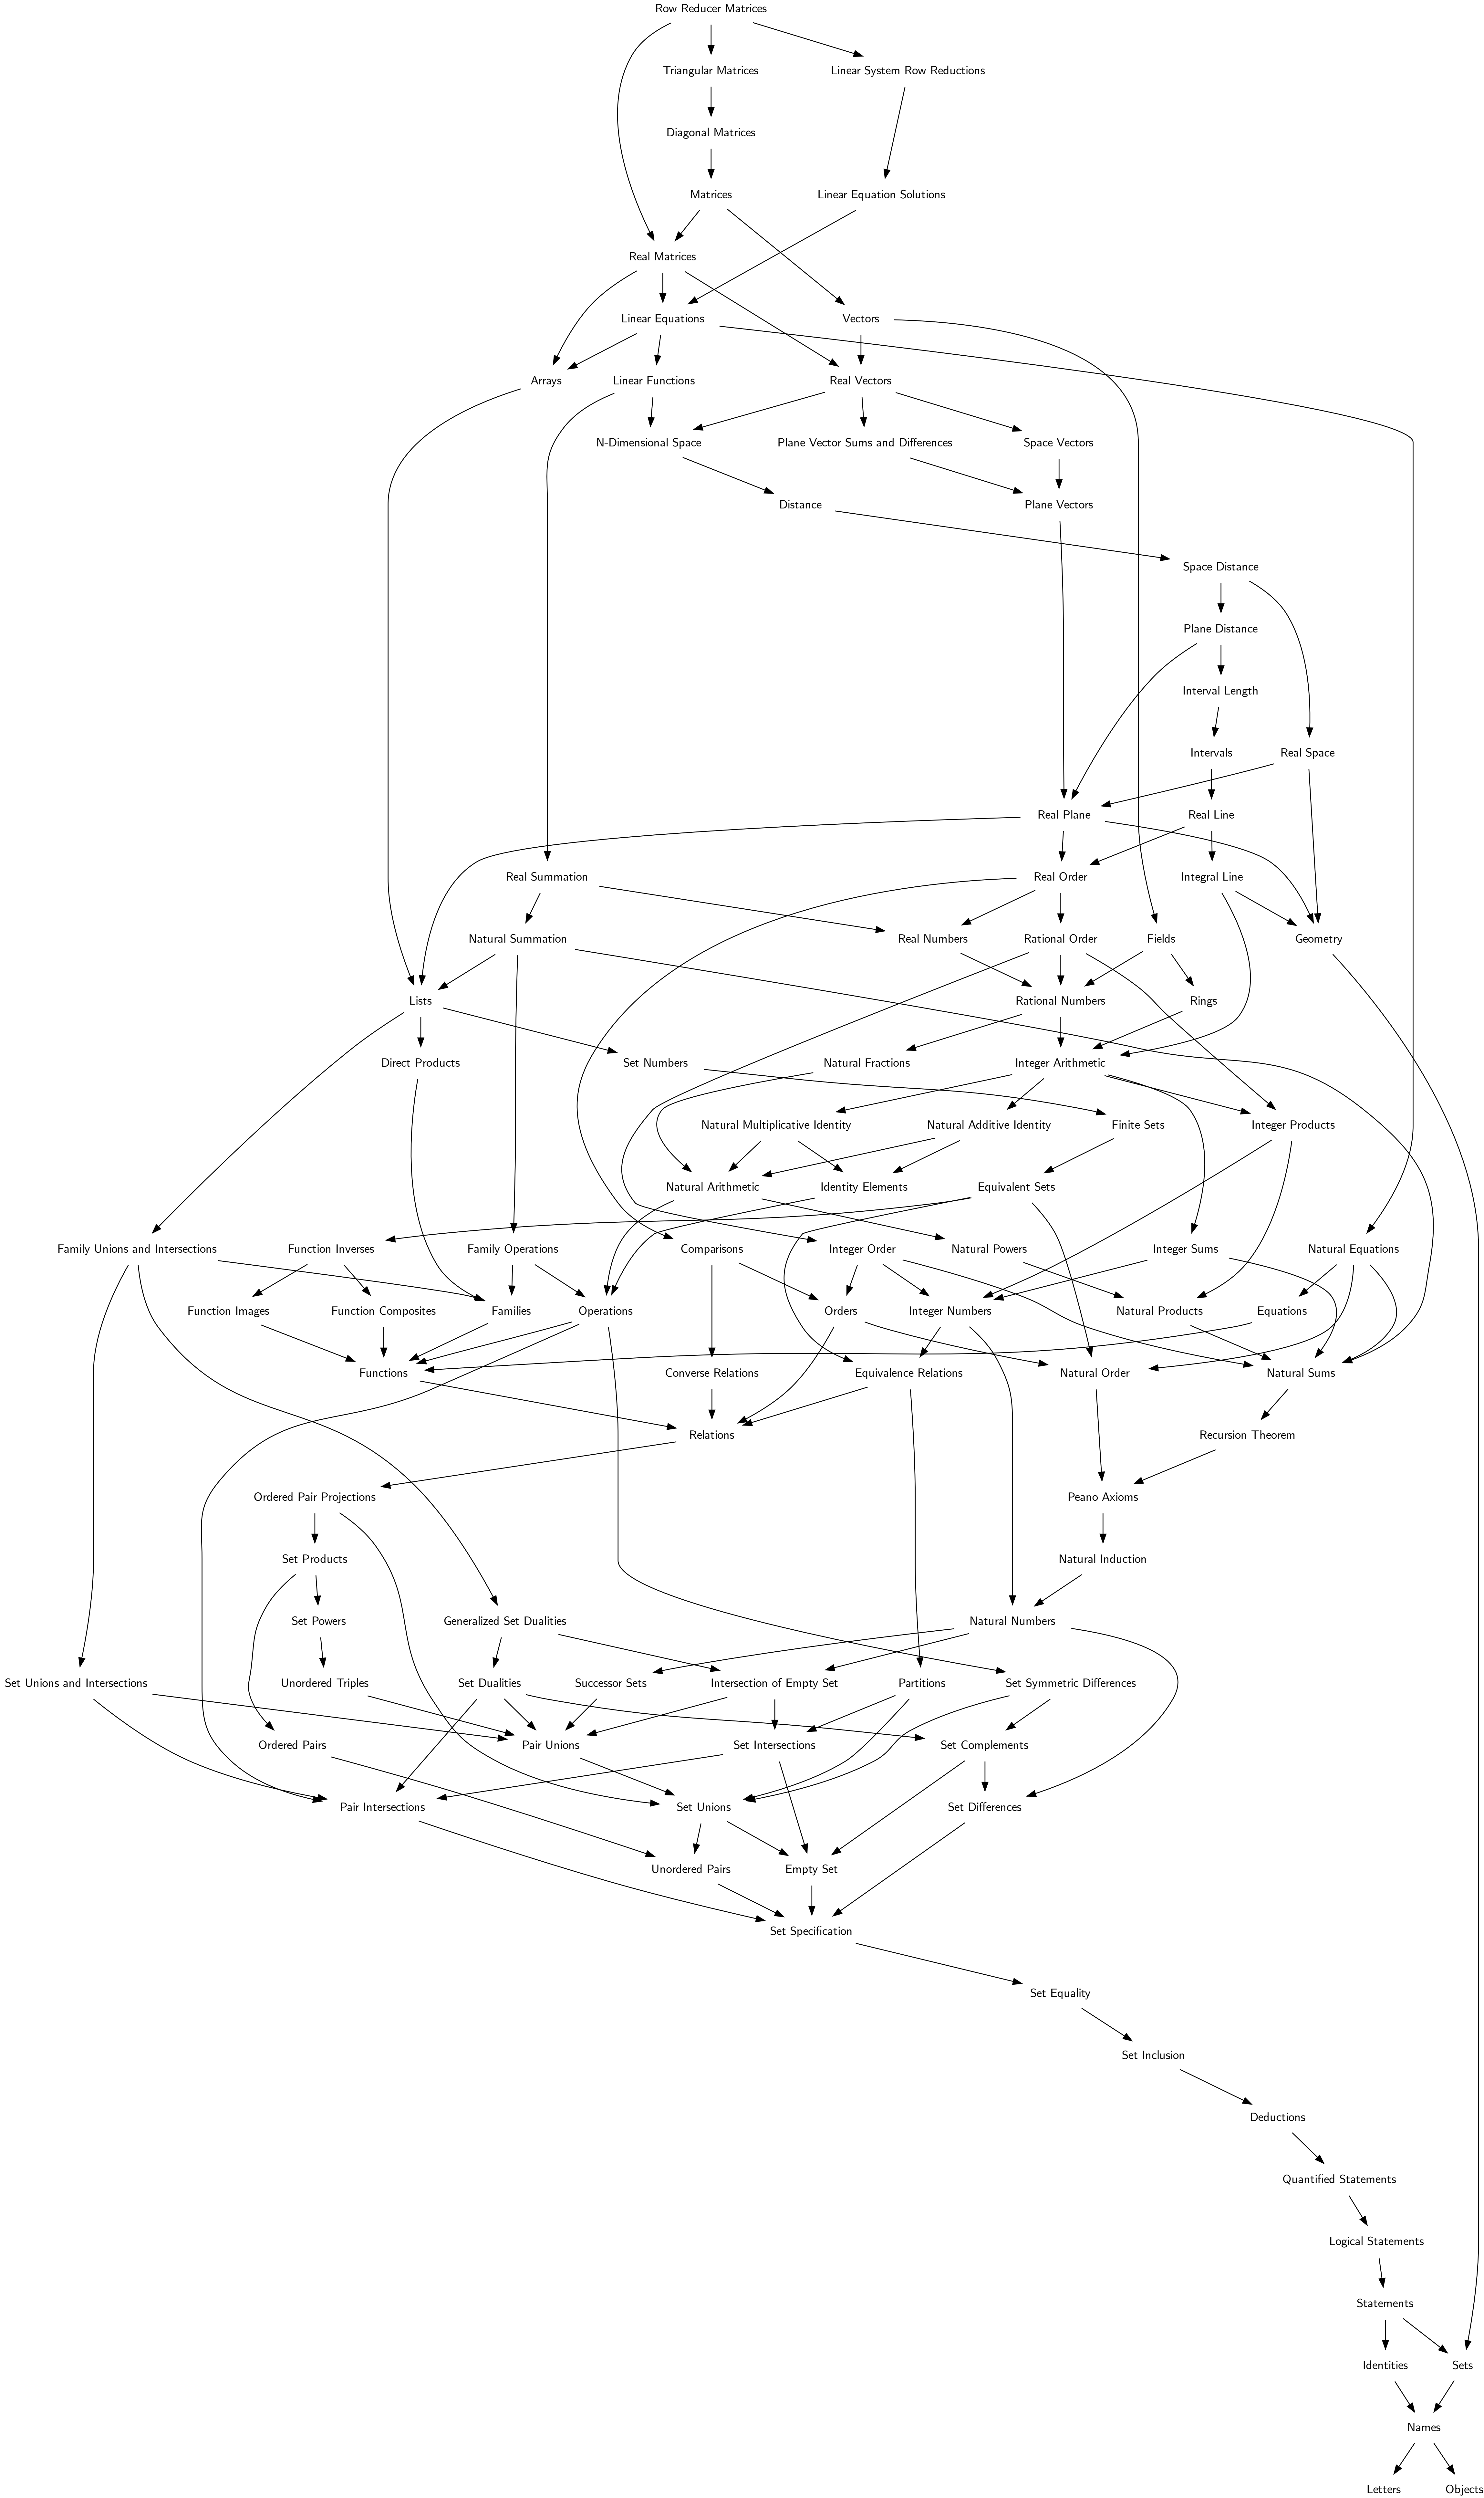 Row Reducer Matrices
Triangular Matrices
Linear System Row Reductions
Diagonal Matrices
Matrices
Linear Equation Solutions
Real Matrices
Linear Equations
Vectors
Arrays
Linear Functions
Real Vectors
N-Dimensional Space
Plane Vector Sums and Differences
Space Vectors
Distance
Plane Vectors
Space Distance
Plane Distance
Interval Length
Intervals
Real Space
Real Plane
Real Line
Real Summation
Real Order
Integral Line
Natural Summation
Real Numbers
Rational Order
Fields
Geometry
Lists
Rational Numbers
Rings
Direct Products
Set Numbers
Natural Fractions
Integer Arithmetic
Natural Multiplicative Identity
Natural Additive Identity
Finite Sets
Integer Products
Natural Arithmetic
Identity Elements
Equivalent Sets
Family Unions and Intersections
Function Inverses
Family Operations
Comparisons
Integer Order
Natural Powers
Integer Sums
Natural Equations
Function Images
Function Composites
Families
Operations
Orders
Integer Numbers
Natural Products
Equations
Functions
Converse Relations
Equivalence Relations
Natural Order
Natural Sums
Relations
Recursion Theorem
Ordered Pair Projections
Peano Axioms
Set Products
Natural Induction
Set Powers
Generalized Set Dualities
Natural Numbers
Set Unions and Intersections
Unordered Triples
Set Dualities
Successor Sets
Intersection of Empty Set
Partitions
Set Symmetric Differences
Ordered Pairs
Pair Unions
Set Intersections
Set Complements
Pair Intersections
Set Unions
Set Differences
Unordered Pairs
Empty Set
Set Specification
Set Equality
Set Inclusion
Deductions
Quantified Statements
Logical Statements
Statements
Identities
Sets
Names
Letters
Objects